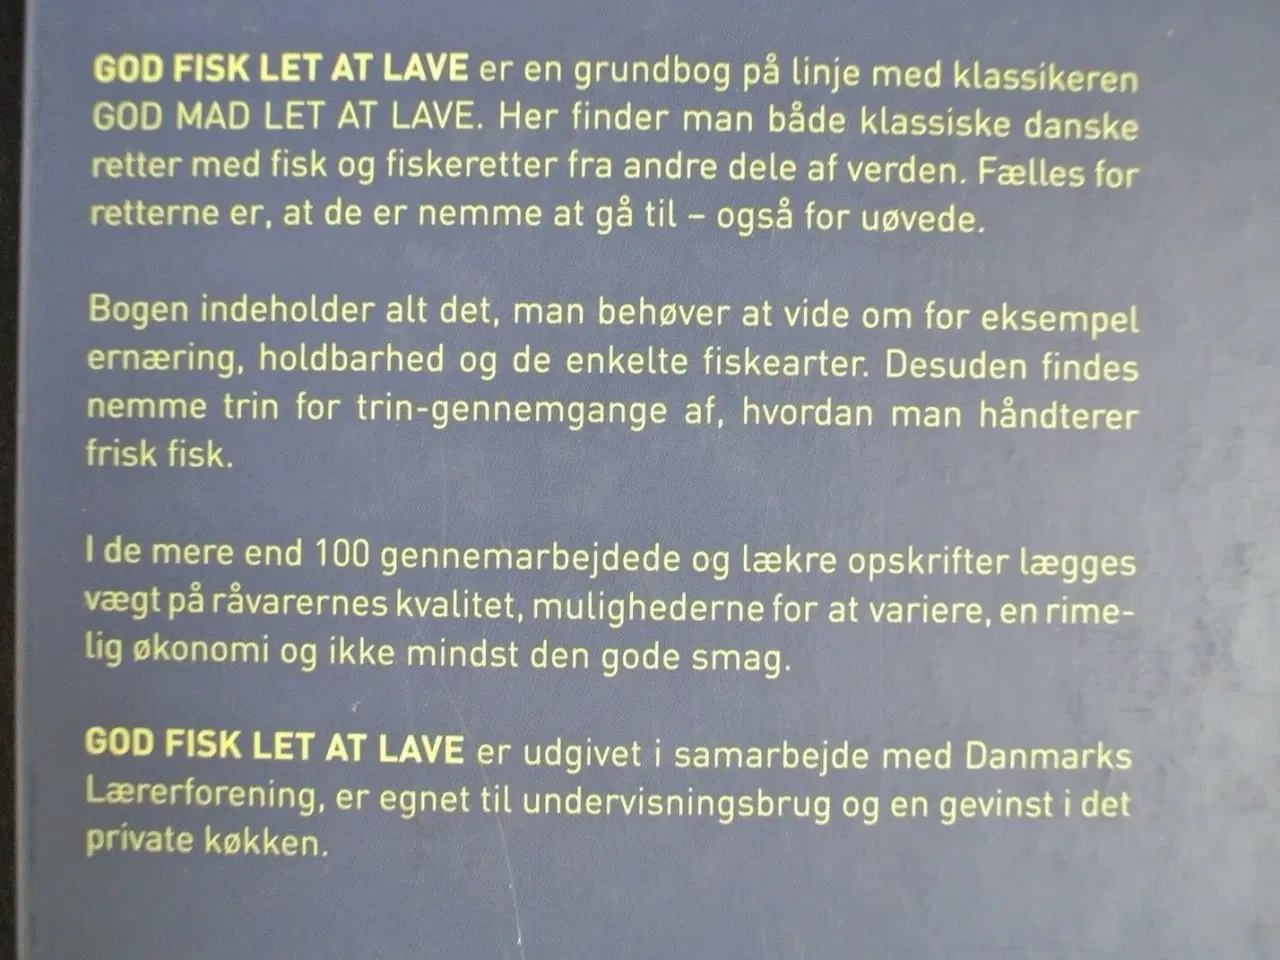 GOD FISK LET AT LAVE er en grundbog på linje med klassikeren
GOD MAD LET AT LAVE. Her finder man både klassiske danske
retter med fisk og fiskeretter fra andre dele af verden. Fælles for
retterne er, at de er nemme at gå til – også for uøvede.
Bogen indeholder alt det, man behøver at vide om for eksempel
ernæring, holdbarhed og de enkelte fiskearter. Desuden findes
nemme trin for trin-gennemgange af, hvordan man håndterer
frisk fisk.
I de mere end 100 gennemarbejdede og lækre opskrifter lægges
vægt på råvarernes kvalitet, mulighederne for at variere, en rime-
lig økonomi og ikke mindst den gode smag.
GOD FISK LET AT LAVE er udgivet i samarbejde med Danmarks
Lærerforening, er egnet til undervisningsbrug og en gevinst i det
private køkken.